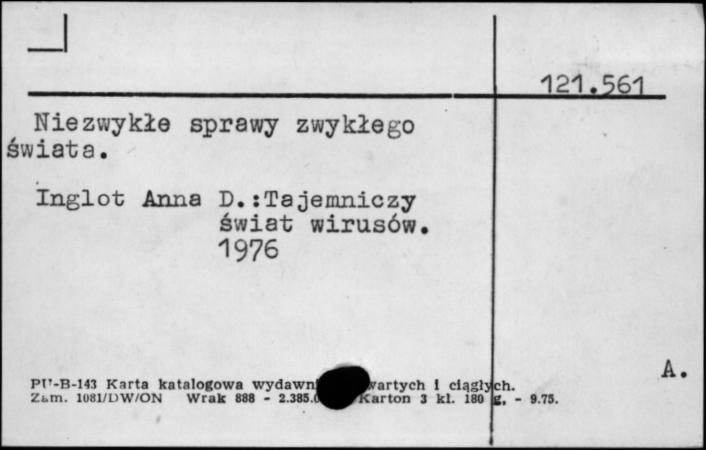 121.561
Niezwykłe sprawy zwykłego
świata.
Inglot Anna D.:Tajemniczy
świat wirusów.
1976
A.
PU-B-143 Karta katalogowa wydawn wartych i ciągłych.
Zam. 1081/DW/ON Wrak 888 - 2.385.0 Karton 3 kl. 180 g. - 9.75.